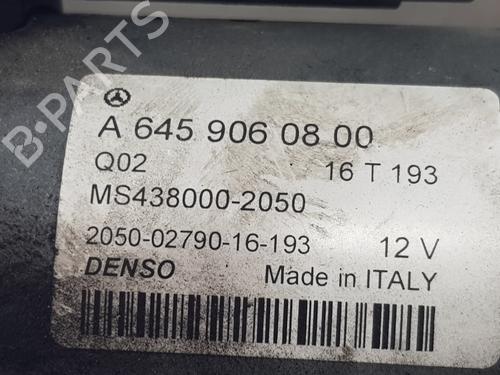 B-PARTS
A 645 906 08 00
Q02 16 T 193
MS438000-2050
2050-02790-16-193 12 V
DENSO Made in ITALY